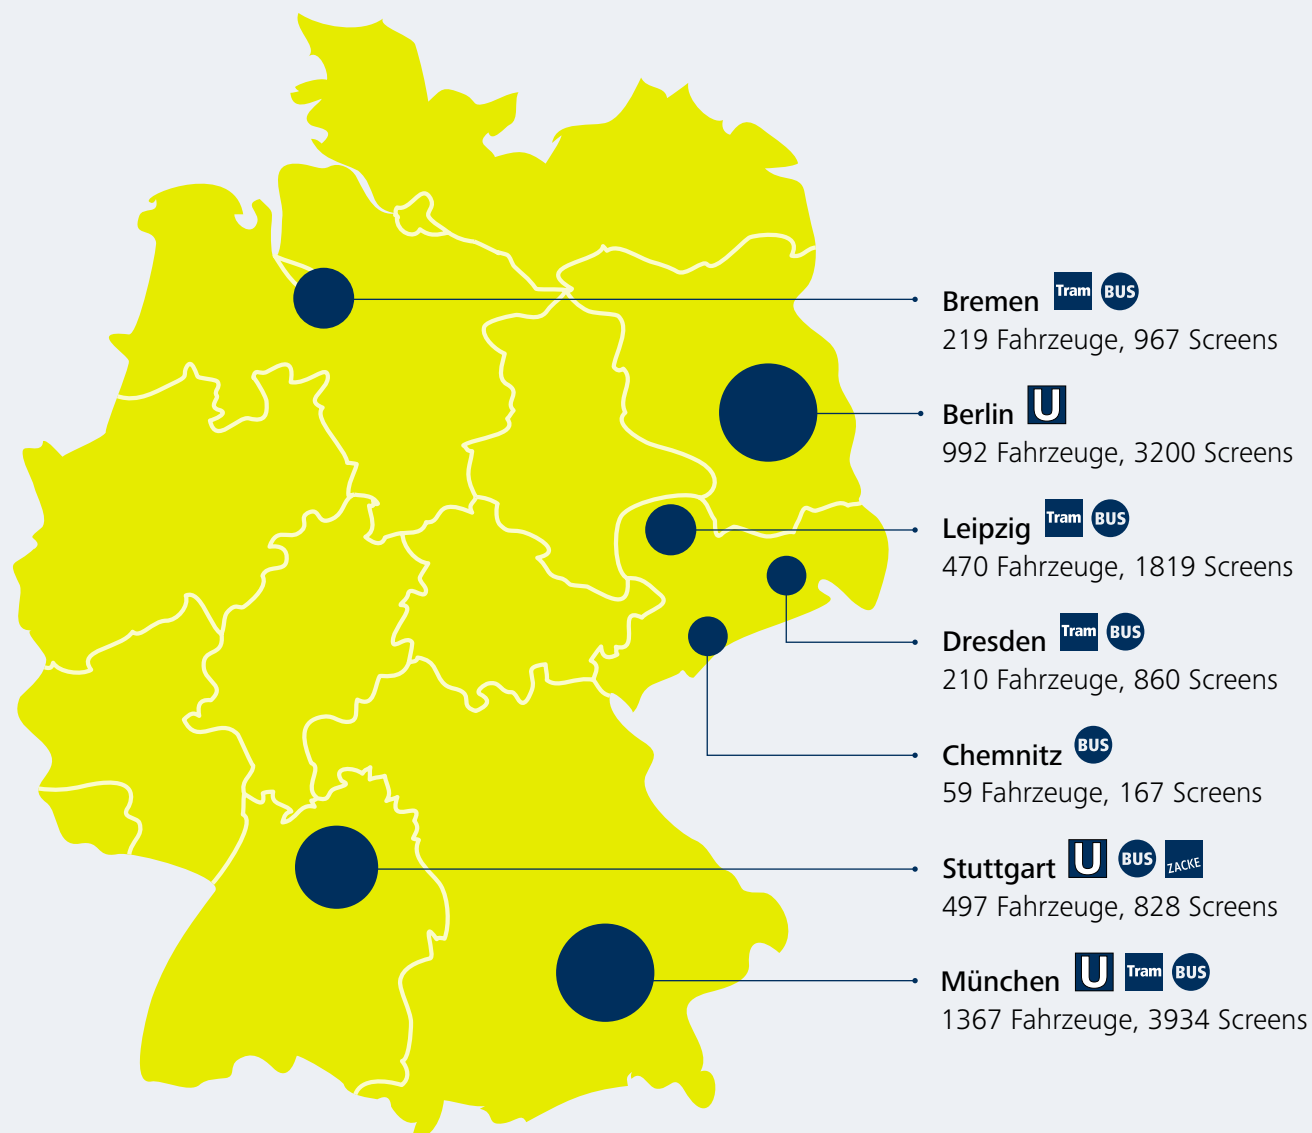 Bremen Tram BUS
219 Fahrzeuge, 967 Screens
Berlin U
992 Fahrzeuge, 3200 Screens
Leipzig Tram BUS
470 Fahrzeuge, 1819 Screens
Dresden Tram BUS
210 Fahrzeuge, 860 Screens
Chemnitz BUS
59 Fahrzeuge, 167 Screens
Stuttgart U BUS ZACKE
497 Fahrzeuge, 828 Screens
München U Tram BUS
1367 Fahrzeuge, 3934 Screens